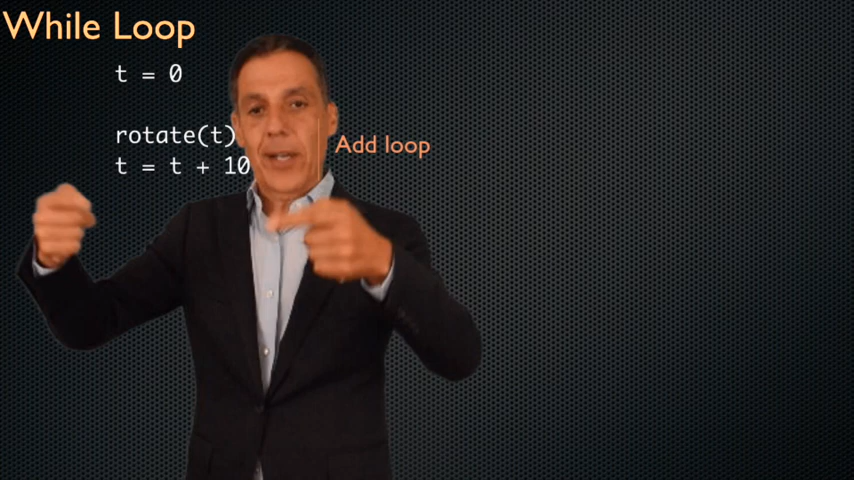 While Loop
t = 0
rotate(t)
t = t + 10
Add loop